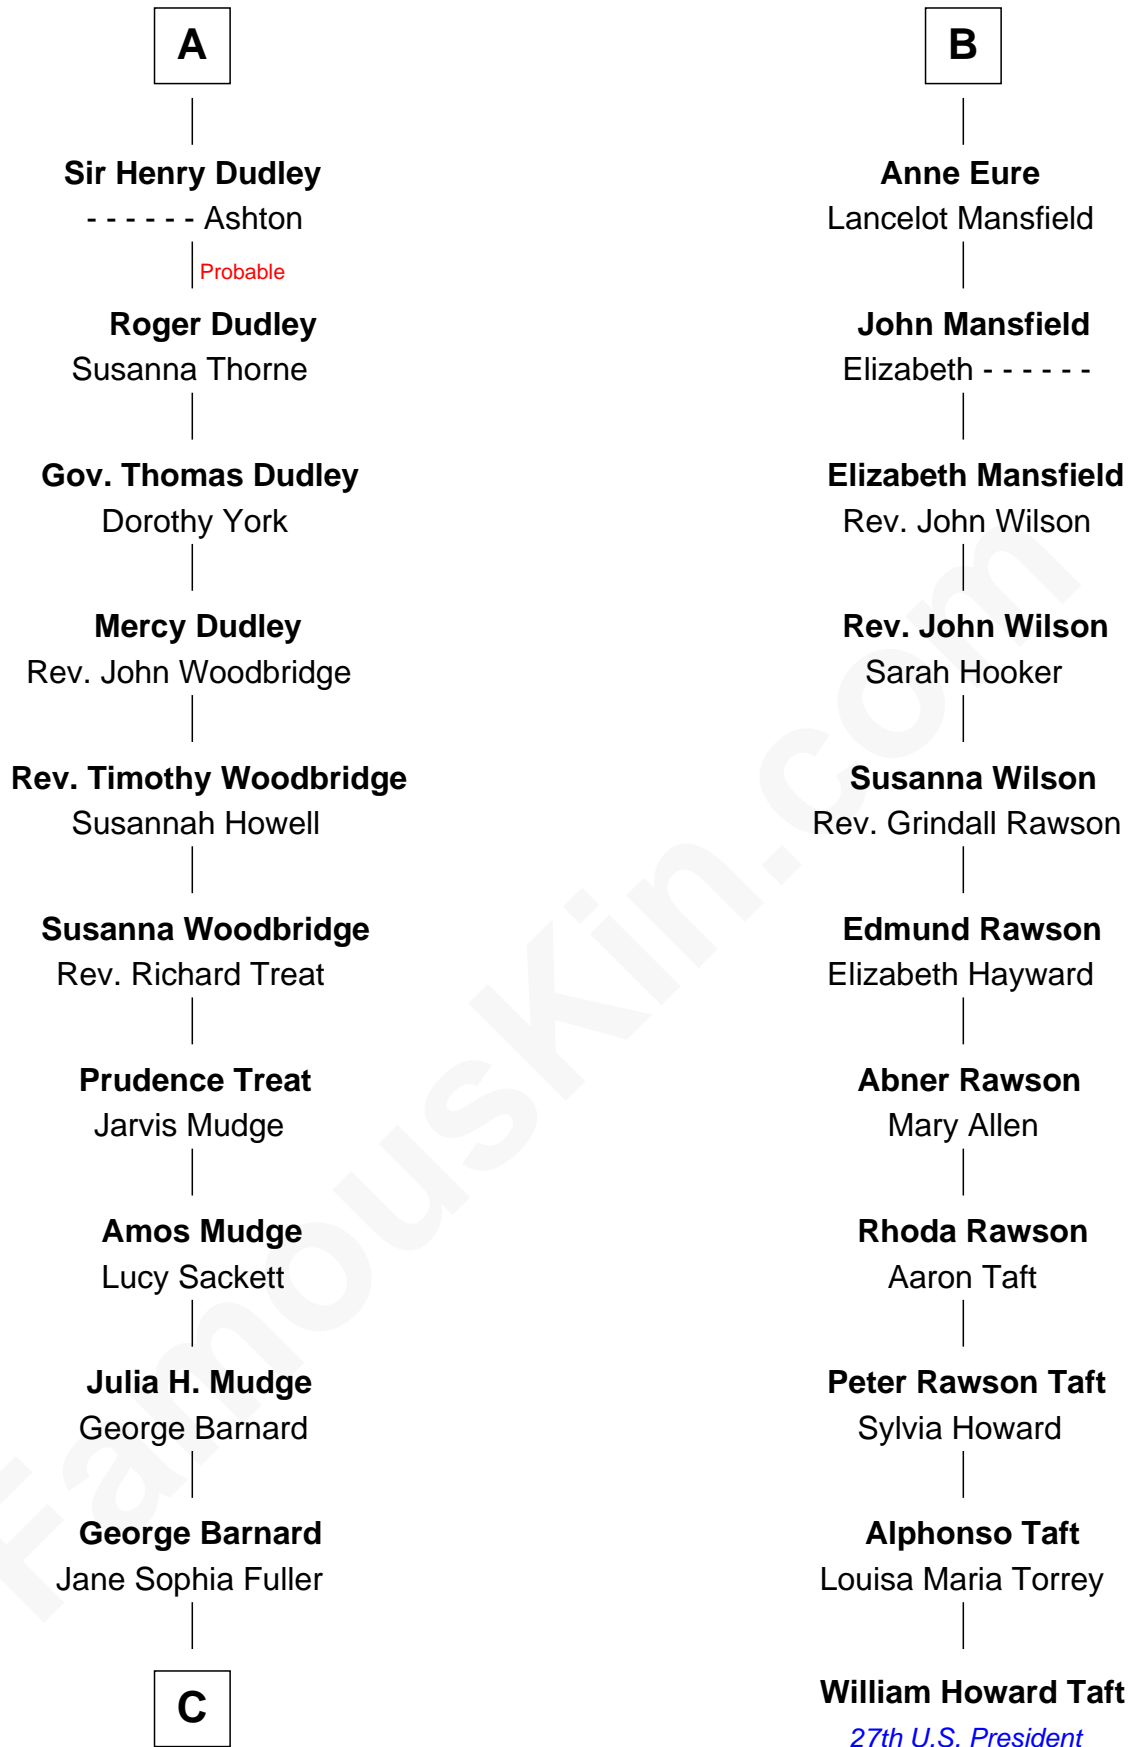 A
Sir Henry Dudley
- - - - - - Ashton
Probable
Roger Dudley
Susanna Thorne
Gov. Thomas Dudley
Dorothy York
Mercy Dudley
Rev. John Woodbridge
Rev. Timothy Woodbridge
Susannah Howell
Susanna Woodbridge
Rev. Richard Treat
Prudence Treat
Jarvis Mudge
Amos Mudge
Lucy Sackett
Julia H. Mudge
George Barnard
George Barnard
Jane Sophia Fuller
C
B
Anne Eure
Lancelot Mansfield
John Mansfield
Elizabeth - - - - - -
Elizabeth Mansfield
Rev. John Wilson
Rev. John Wilson
Sarah Hooker
Susanna Wilson
Rev. Grindall Rawson
Edmund Rawson
Elizabeth Hayward
Abner Rawson
Mary Allen
Rhoda Rawson
Aaron Taft
Peter Rawson Taft
Sylvia Howard
Alphonso Taft
Louisa Maria Torrey
William Howard Taft
27th U.S. President
FamousKin.com